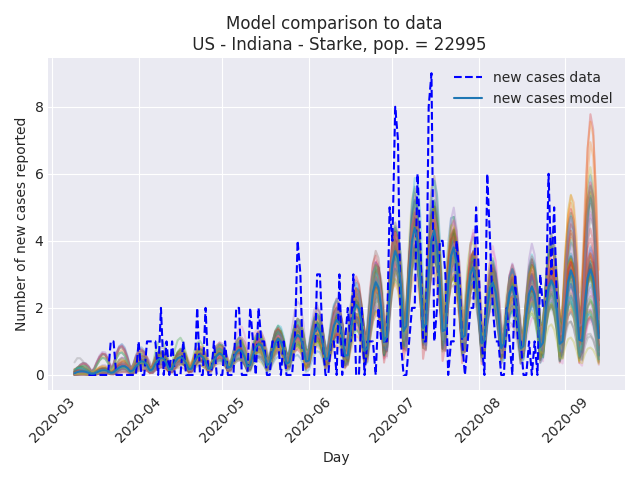 Model comparison to data
US - Indiana - Starke, pop. = 22995
new cases data
new cases model
Number of new cases reported
8
6
4
2
0
2020-03
2020-04
2020-05
2020-06
2020-07
2020-08
2020-09
Day